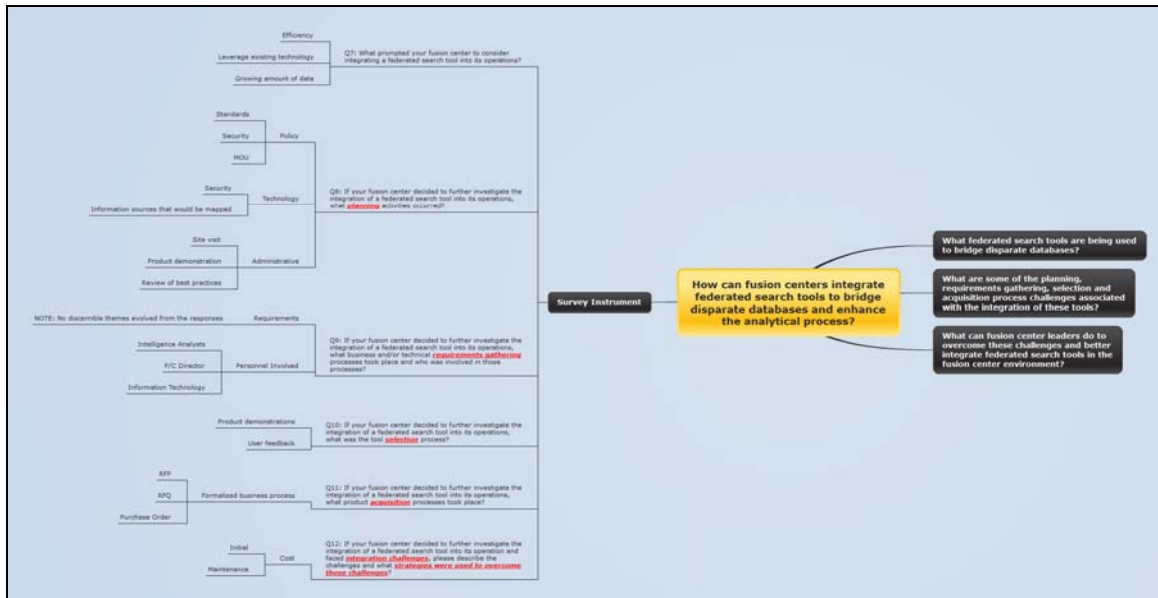 Efficiency
Leverage existing technology
Growing amount of data
Q7: What prompted your fusion center to consider
integrating a federated search tool into its operations?
Standards
Security
MOU
Policy
Security
Information sources that would be mapped
Technology
Site visit
Product demonstration
Review of best practices
Administrative
Q8: If your fusion center decided to further investigate the
integration of a federated search tool into its operations,
what planning activities occurred?
NOTE: No discernible themes evolved from the responses
Requirements
Intelligence Analysts
F/C Director
Information Technology
Personnel Involved
Q9: If your fusion center decided to further investigate the
integration of a federated search tool into its operations,
what business and/or technical requirements gathering
processes took place and who was involved in those
processes?
Product demonstrations
User feedback
Q10: If your fusion center decided to further investigate the
integration of a federated search tool into its operations,
what was the tool selection process?
RFP
RFQ
Purchase Order
Formalized business process
Q11: If your fusion center decided to further investigate the
integration of a federated search tool into its operations,
what product acquisition processes took place?
Initial
Maintenance
Cost
Q12: If your fusion center decided to further investigate the
integration of a federated search tool into its operation and
faced integration challenges, please describe the
challenges and what strategies were used to overcome
these challenges?
Survey Instrument
How can fusion centers integrate
federated search tools to bridge
disparate databases and enhance
the analytical process?
What federated search tools are being used
to bridge disparate databases?
What are some of the planning,
requirements gathering, selection and
acquisition process challenges associated
with the integration of these tools?
What can fusion center leaders do to
overcome these challenges and better
integrate federated search tools in the
fusion center environment?